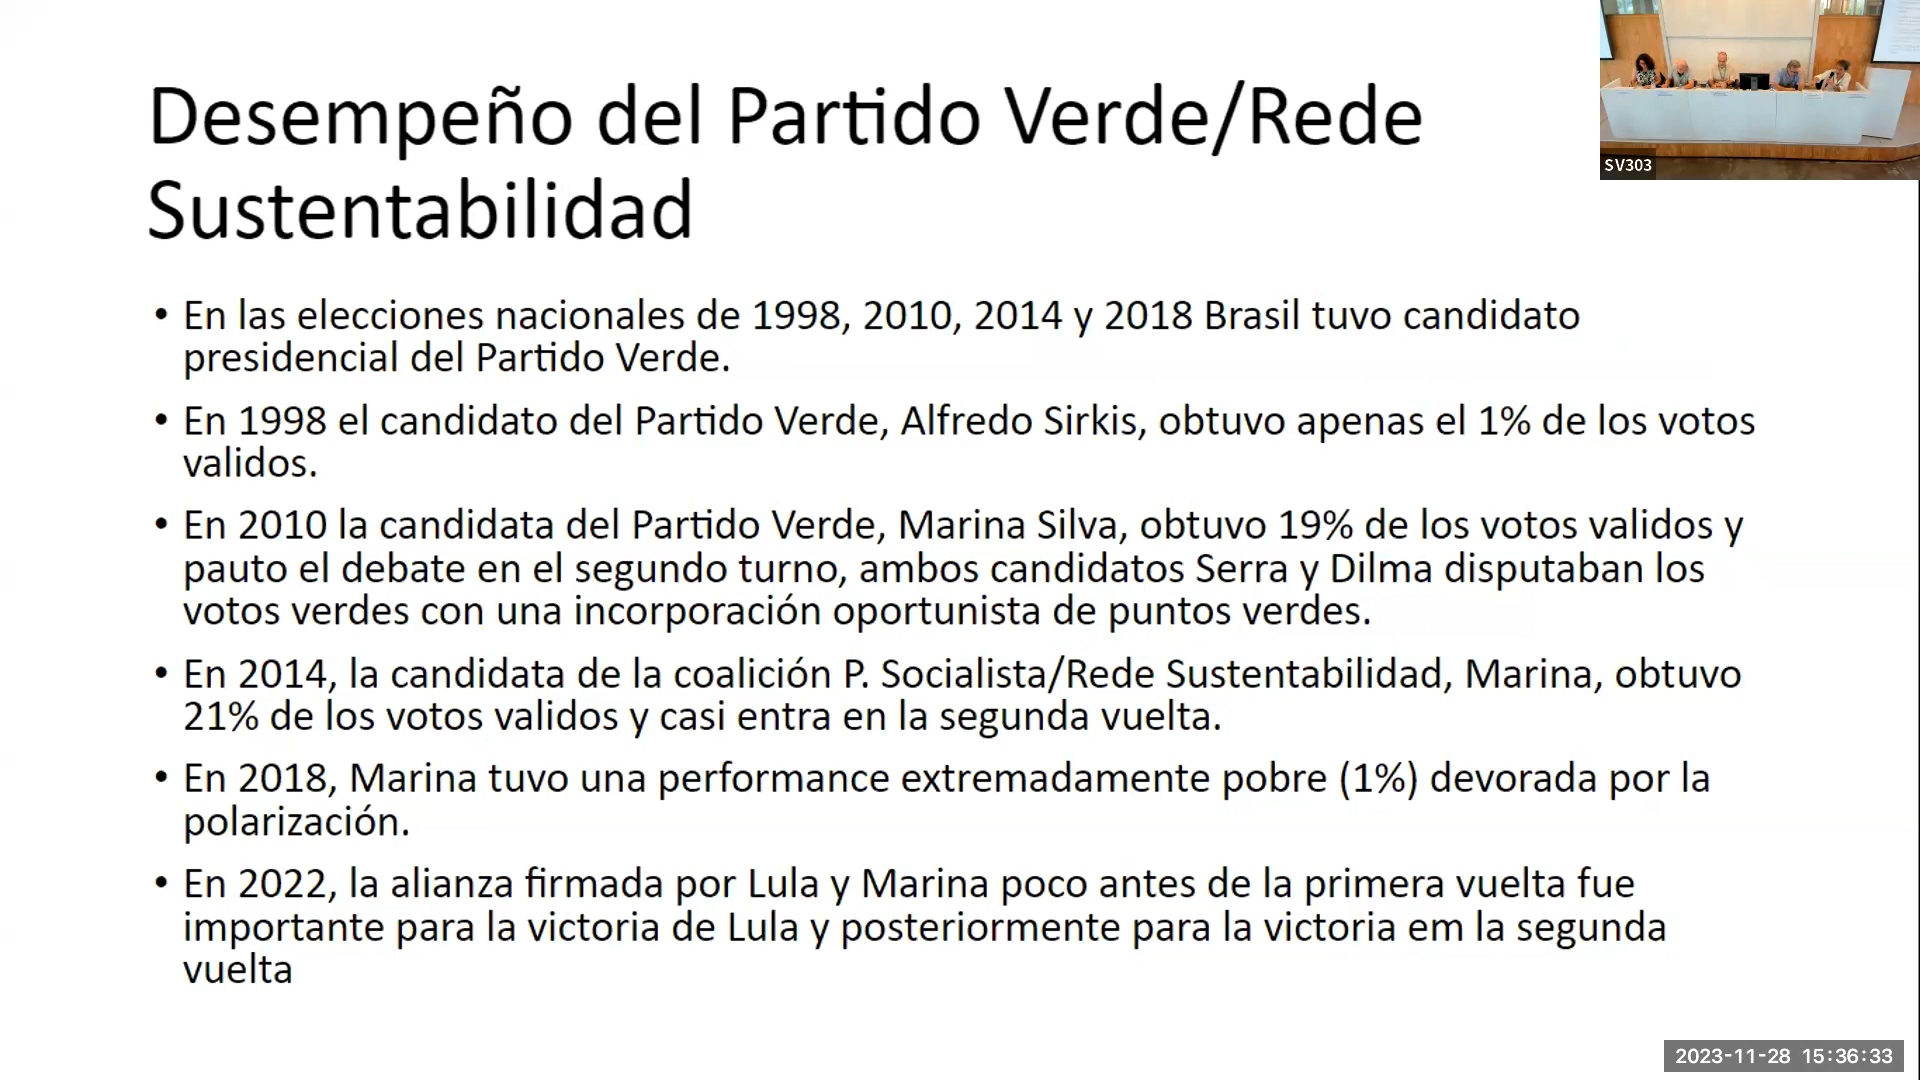 Desempeño del Partido Verde/Rede
Sustentabilidad
SV303
• En las elecciones nacionales de 1998, 2010, 2014 y 2018 Brasil tuvo candidato
presidencial del Partido Verde.
• En 1998 el candidato del Partido Verde, Alfredo Sirkis, obtuvo apenas el 1% de los votos
validos.
• En 2010 la candidata del Partido Verde, Marina Silva, obtuvo 19% de los votos validos y
pauto el debate en el segundo turno, ambos candidatos Serra y Dilma disputaban los
votos verdes con una incorporación oportunista de puntos verdes.
• En 2014, la candidata de la coalición P. Socialista/Rede Sustentabilidad, Marina, obtuvo
21% de los votos validos y casi entra en la segunda vuelta.
• En 2018, Marina tuvo una performance extremadamente pobre (1%) devorada por la
polarización.
• En 2022, la alianza firmada por Lula y Marina poco antes de la primera vuelta fue
importante para la victoria de Lula y posteriormente para la victoria em la segunda
vuelta
2023-11-28 15:36:33